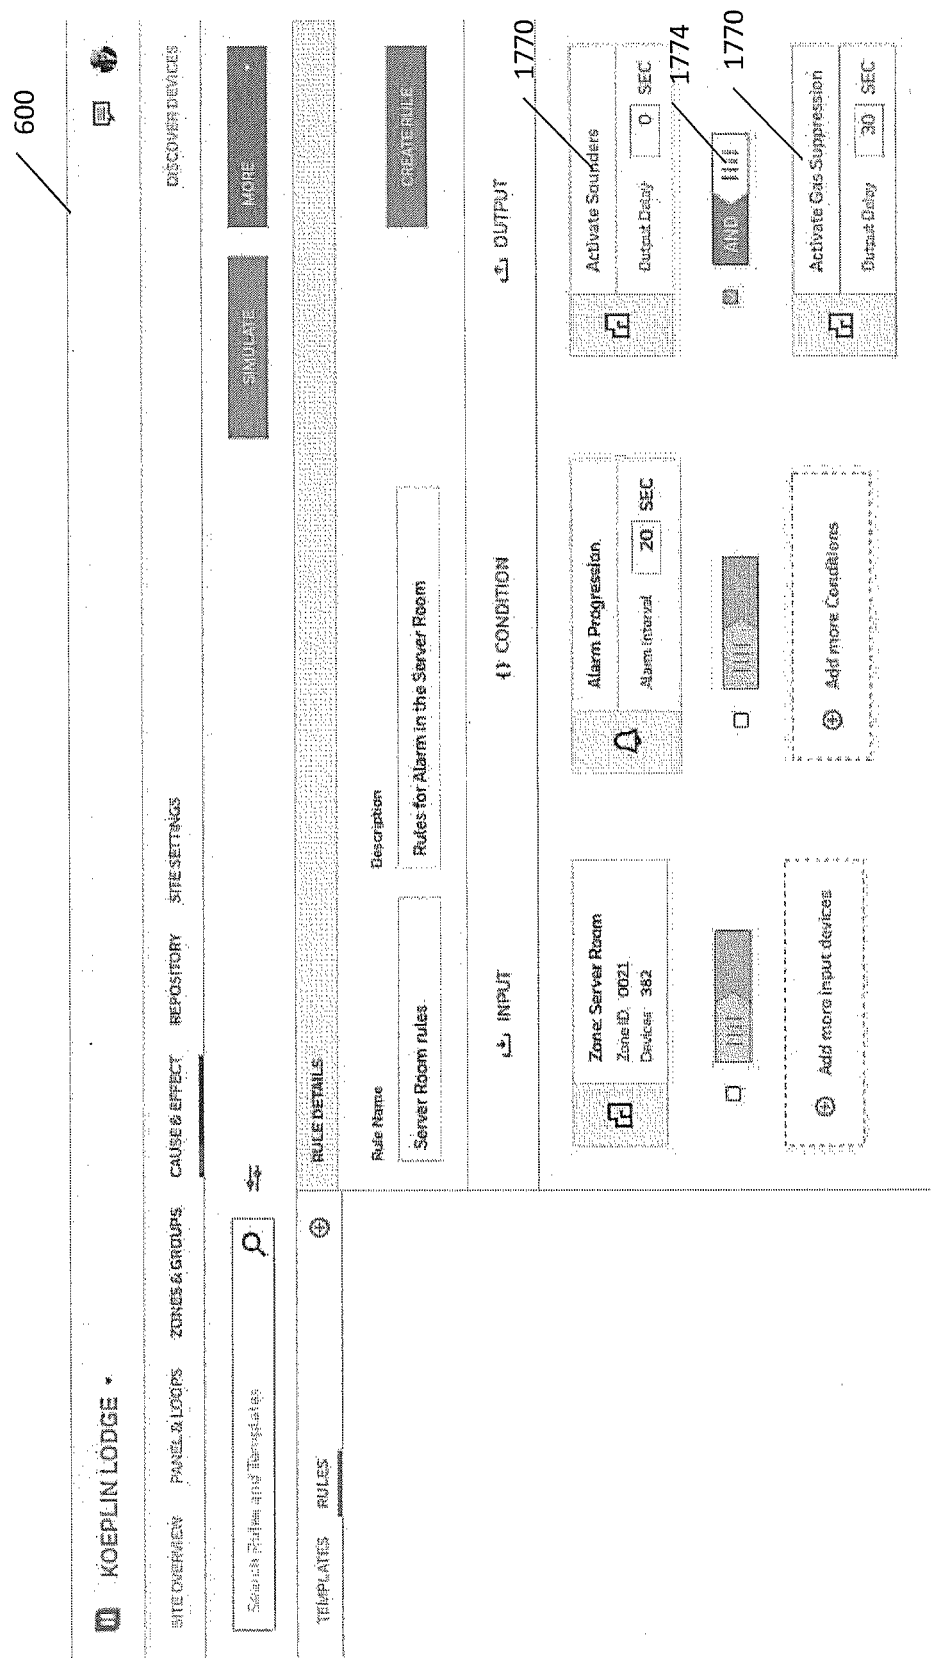 600
KOEPLIN LODGE
SITE OVERVIEW PANEL & LOOPS ZONES & GROUPS CAUSE & EFFECT REPOSITORY SITE SETTINGS DISCOVER DEVICES
Search Rules and Templates
SIMULATE MORE
TEMPLATES RULES
RULE DETAILS
Rule Name Description
Server Room rules Rules for Alarm in the Server Room CREATE RULE
INPUT {} CONDITION OUTPUT
1770
Zone: Server Room
Zone ID 0021
Devices 382
Alarm Progression
Alarm Interval 20 SEC
Activate Sounders
Output Delay 0 SEC
1774
AND
1770
Add more input devices
Add more Conditions
Activate Gas Suppression
Output Delay 30 SEC